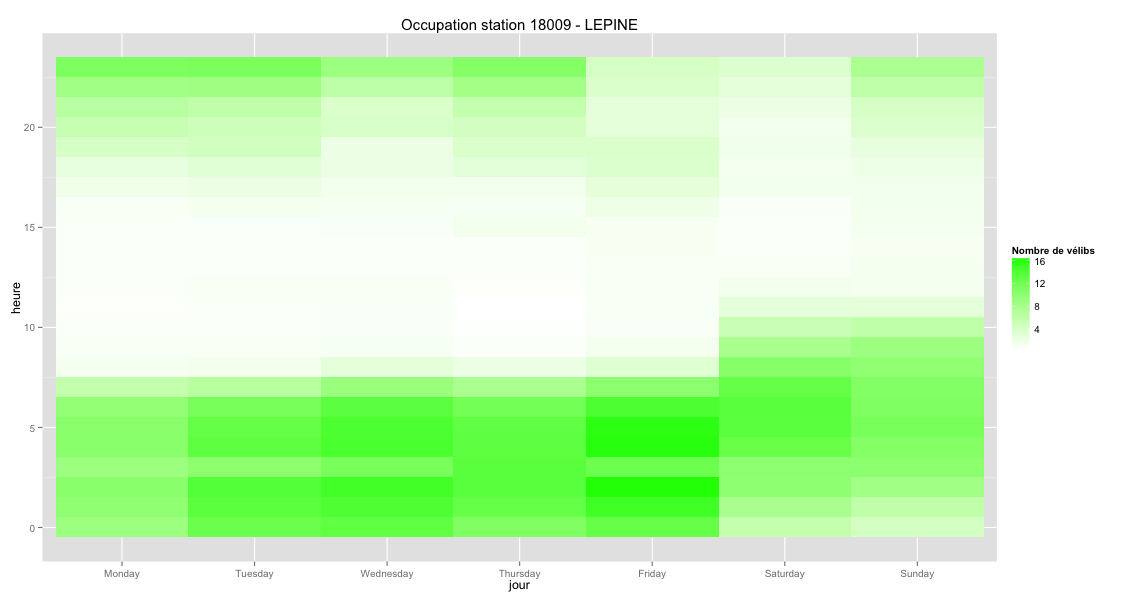 Occupation station 18009 - LEPINE
heure
20
15
10
5
0
Monday Tuesday Wednesday Thursday Friday Saturday Sunday
jour
Nombre de vélibs
16
12
8
4